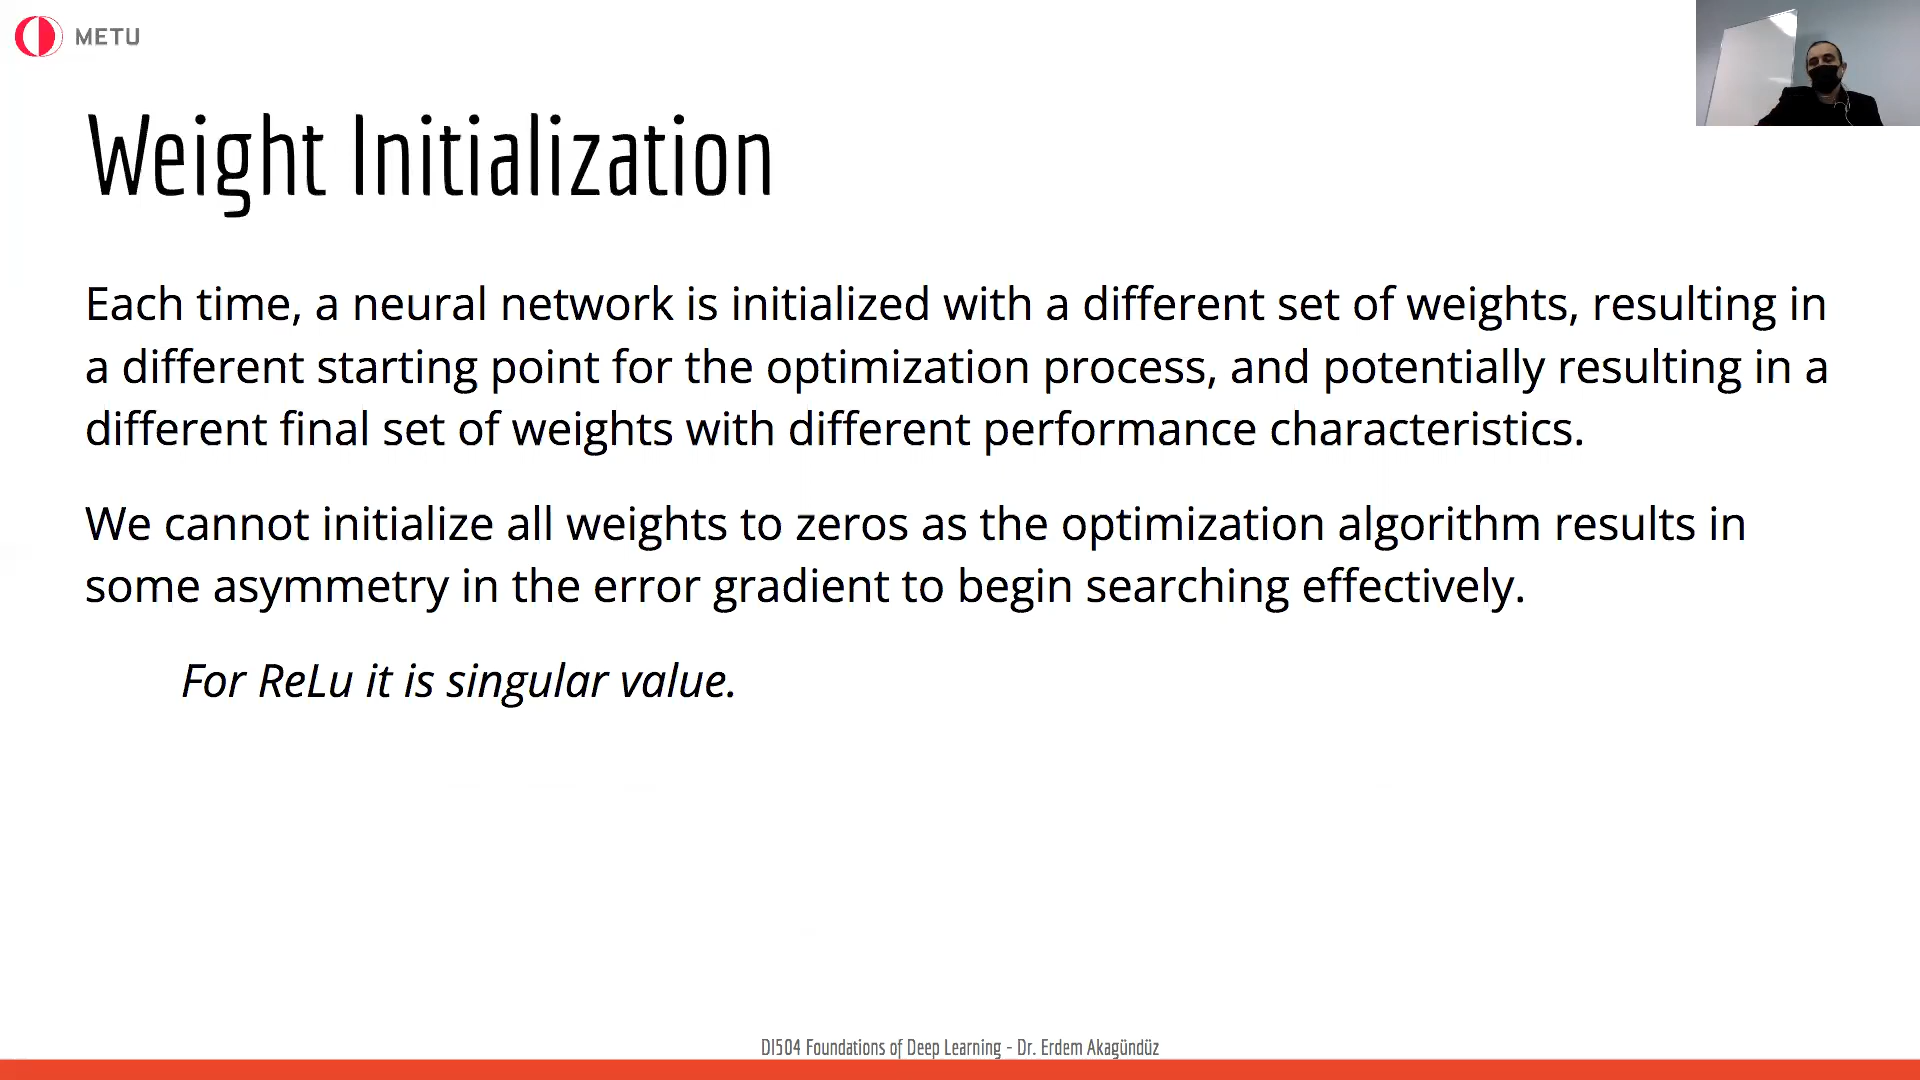 METU
Weight Initialization
Each time, a neural network is initialized with a different set of weights, resulting in
a different starting point for the optimization process, and potentially resulting in a
different final set of weights with different performance characteristics.
We cannot initialize all weights to zeros as the optimization algorithm results in
some asymmetry in the error gradient to begin searching effectively.
For ReLu it is singular value.
DI504 Foundations of Deep Learning - Dr. Erdem Akagündüz